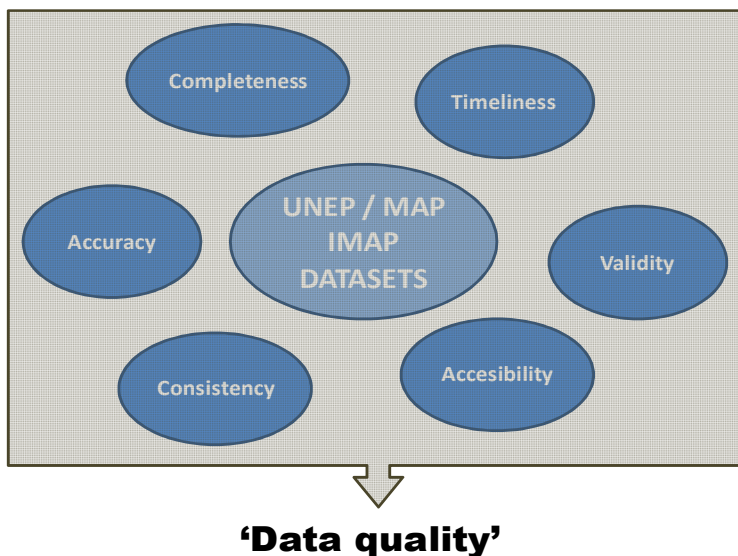 Completeness
Timeliness
UNEP / MAP
IMAP
DATASETS
Accuracy
Validity
Accesibility
Consistency
‘Data quality’